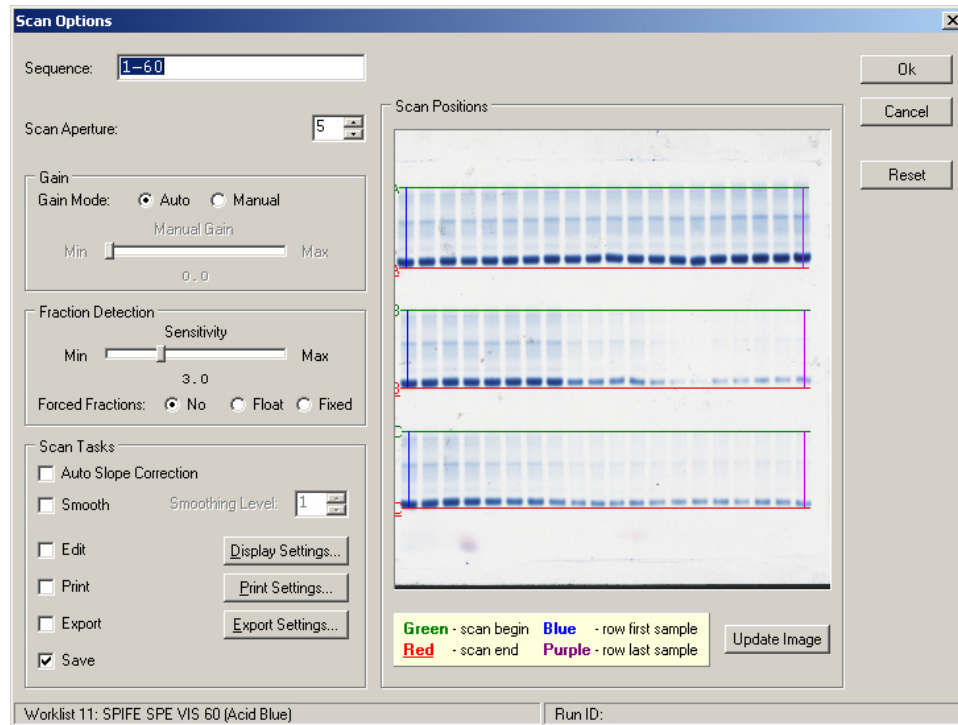 Scan Options
Sequence: 1-60
Ok
Cancel
Reset
Scan Aperture: 5
Gain
Gain Mode: Auto Manual
Manual Gain
Min Max
0.0
Fraction Detection
Sensitivity
Min Max
3.0
Forced Fractions: No Float Fixed
Scan Tasks
Auto Slope Correction
Smooth Smoothing Level: 1
Edit Display Settings...
Print Print Settings...
Export Export Settings...
Save
Scan Positions
A
A
B
B
C
C
Green - scan begin Blue - row first sample
Red - scan end Purple - row last sample
Update Image
Worklist 11: SPIFE SPE VIS 60 (Acid Blue) Run ID: